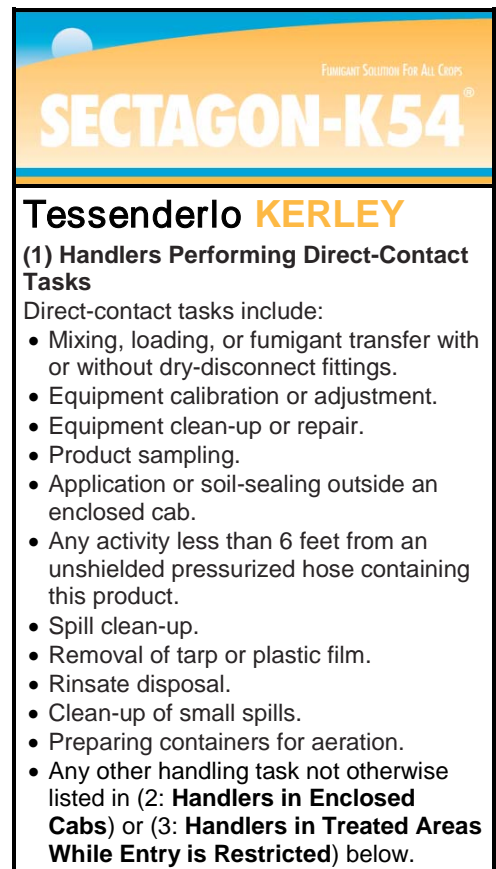 FUMIGANT SOLUTION FOR ALL CROPS
SECTAGON-K54®
Tessenderlo KERLEY
(1) Handlers Performing Direct-Contact
Tasks
Direct-contact tasks include:
• Mixing, loading, or fumigant transfer with
or without dry-disconnect fittings.
• Equipment calibration or adjustment.
• Equipment clean-up or repair.
• Product sampling.
• Application or soil-sealing outside an
enclosed cab.
• Any activity less than 6 feet from an
unshielded pressurized hose containing
this product.
• Spill clean-up.
• Removal of tarp or plastic film.
• Rinsate disposal.
• Clean-up of small spills.
• Preparing containers for aeration.
• Any other handling task not otherwise
listed in (2: Handlers in Enclosed
Cabs) or (3: Handlers in Treated Areas
While Entry is Restricted) below.